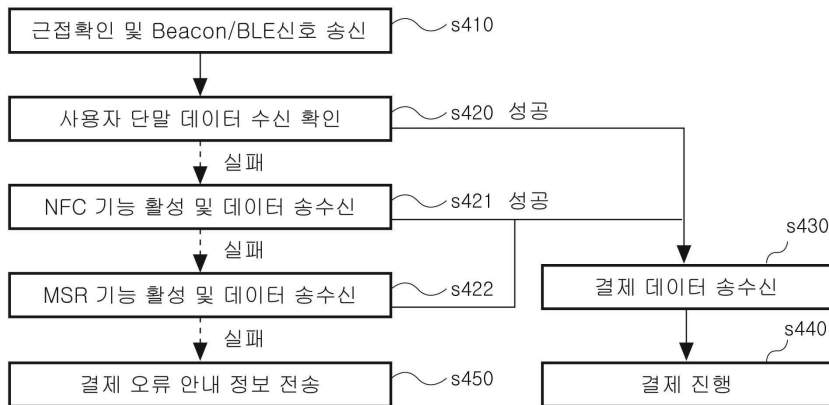 근접확인 및 Beacon/BLE신호 송신
s410
사용자 단말 데이터 수신 확인
s420 성공
실패
NFC 기능 활성 및 데이터 송수신
s421 성공
실패
s430
MSR 기능 활성 및 데이터 송수신
s422
결제 데이터 송수신
실패
s440
결제 오류 안내 정보 전송
s450
결제 진행